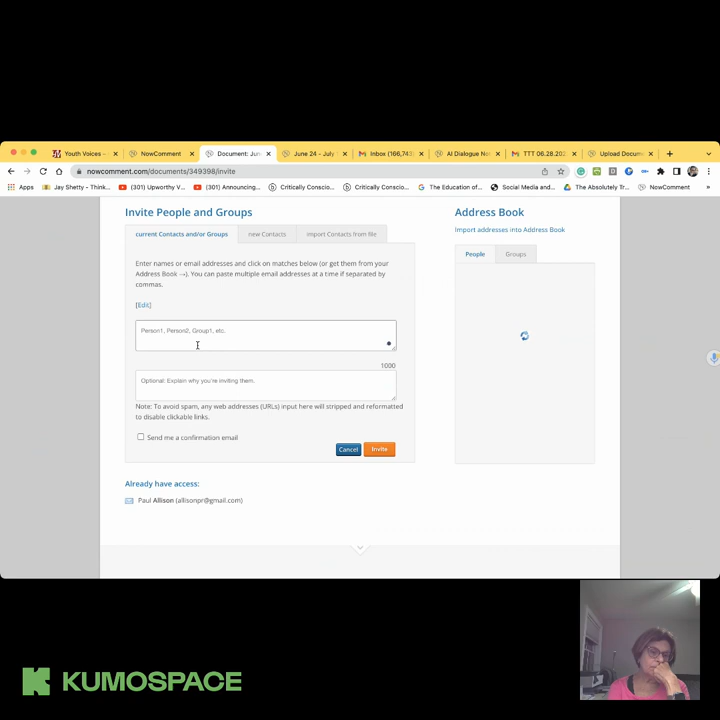 Youth Voices –
NowComment
Document: Jun
June 24 - July
Inbox (166,743
AI Dialogue No
TTT 06.28.202
Upload Docum
nowcomment.com/documents/349398/invite
Apps
Jay Shetty - Think...
(301) Upworthy V...
(301) Announcing...
Critically Conscio...
Critically Conscio...
The Education of...
Social Media and...
The Absolutely Tr...
NowComment
Invite People and Groups
Address Book
Import addresses into Address Book
current Contacts and/or Groups
new Contacts
import Contacts from file
People
Groups
Enter names or email addresses and click on matches below (or get them from your
Address Book →). You can paste multiple email addresses at a time if separated by
commas.
[Edit]
Person1, Person2, Group1, etc.
1000
Optional: Explain why you're inviting them.
Note: To avoid spam, any web addresses (URLs) input here will stripped and reformatted
to disable clickable links.
Send me a confirmation email
Cancel
Invite
Already have access:
Paul Allison (allisonpr@gmail.com)
KUMOSPACE